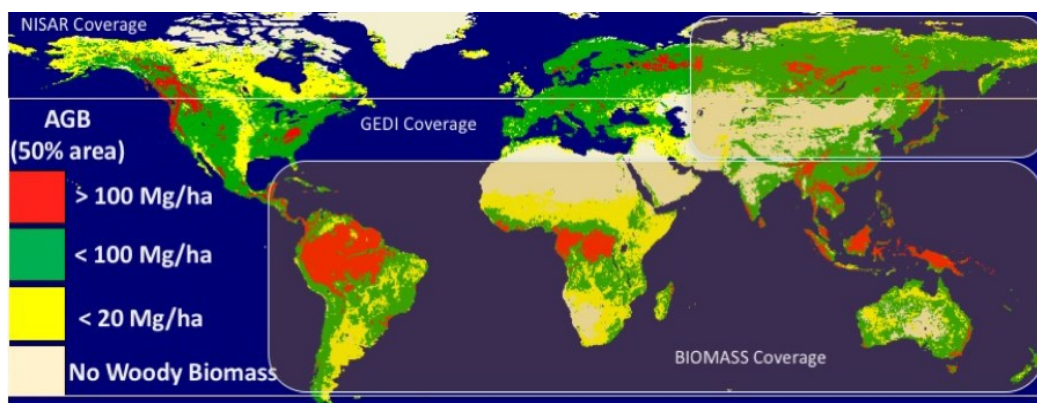 NISAR Coverage
GEDI Coverage
AGB
(50% area)
> 100 Mg/ha
< 100 Mg/ha
< 20 Mg/ha
No Woody Biomass
BIOMASS Coverage